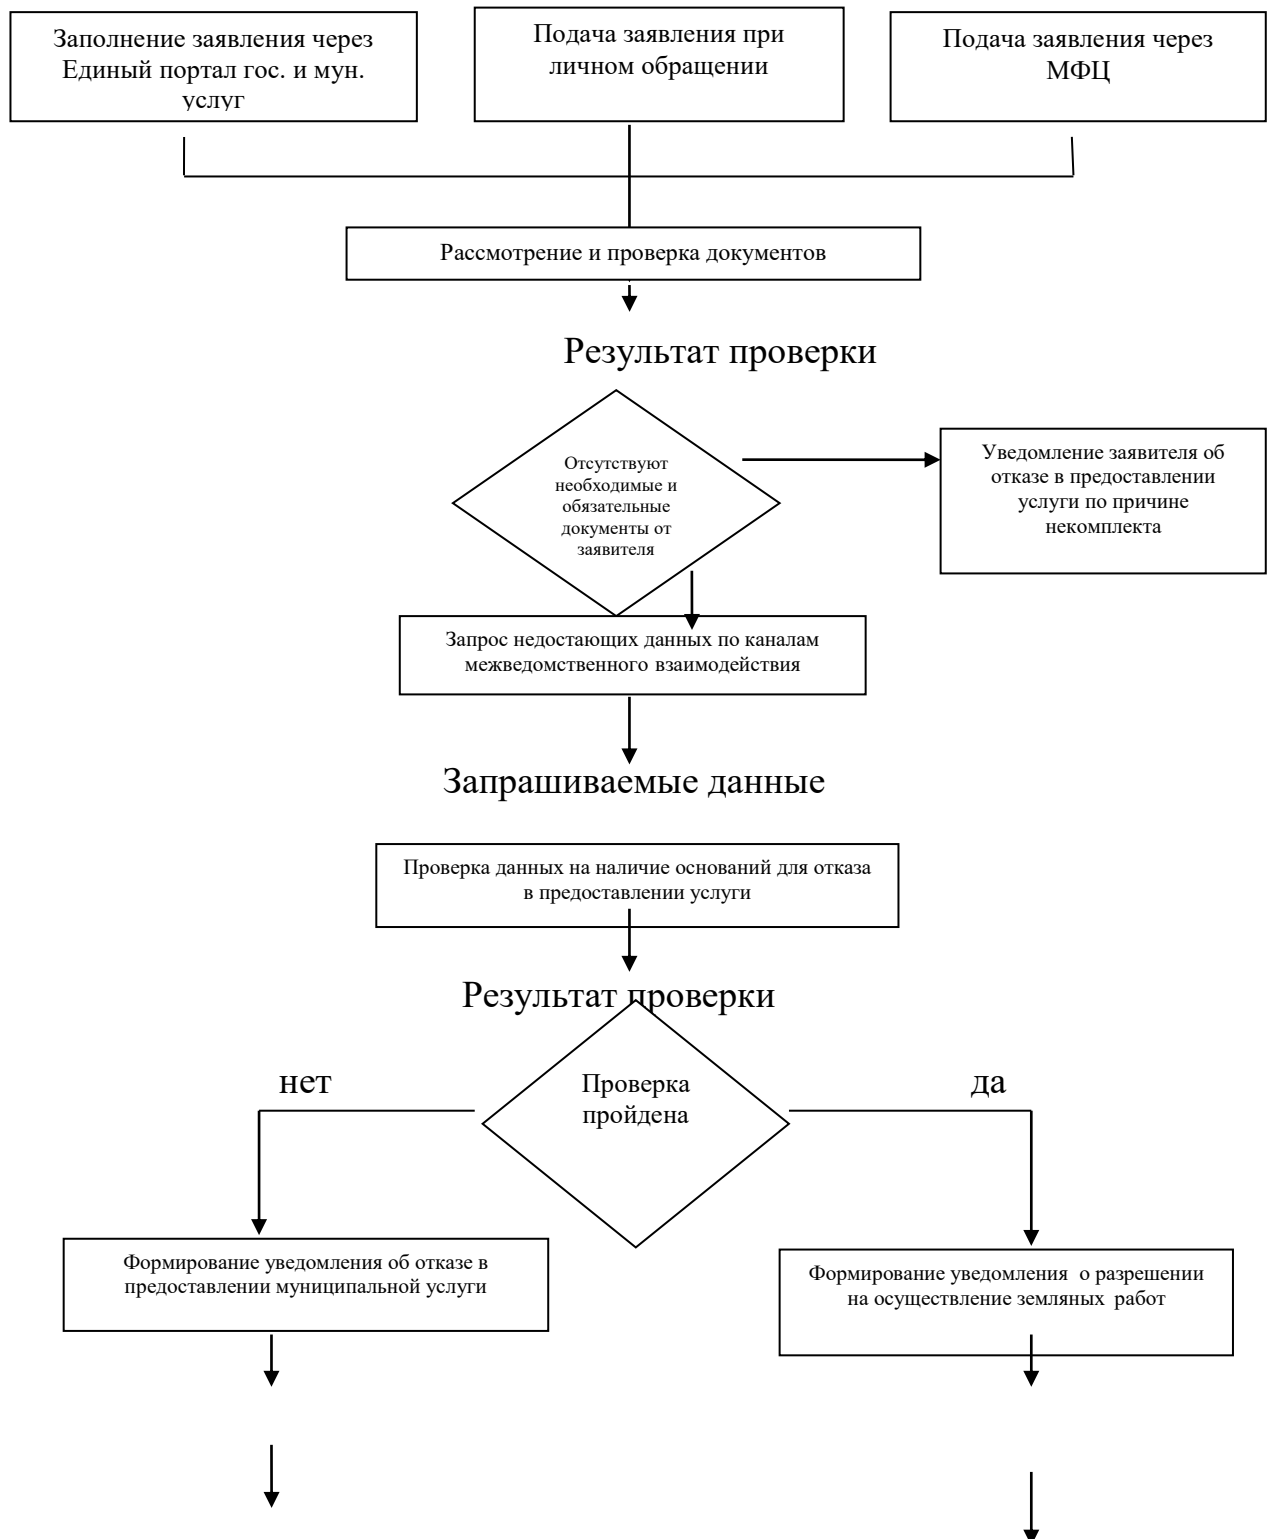 Заполнение заявления через
Единый портал гос. и мун.
услуг
Подача заявления при
личном обращении
Подача заявления через
МФЦ
Рассмотрение и проверка документов
Результат проверки
Отсутствуют
необходимые и
обязательные
документы от
заявителя
Уведомление заявителя об
отказе в предоставлении
услуги по причине
некомплекта
Запрос недостающих данных по каналам
межведомственного взаимодействия
Запрашиваемые данные
Проверка данных на наличие оснований для отказа
в предоставлении услуги
Результат проверки
нет
Проверка
пройдена
да
Формирование уведомления об отказе в
предоставлении муниципальной услуги
Формирование уведомления о разрешении
на осуществление земляных работ